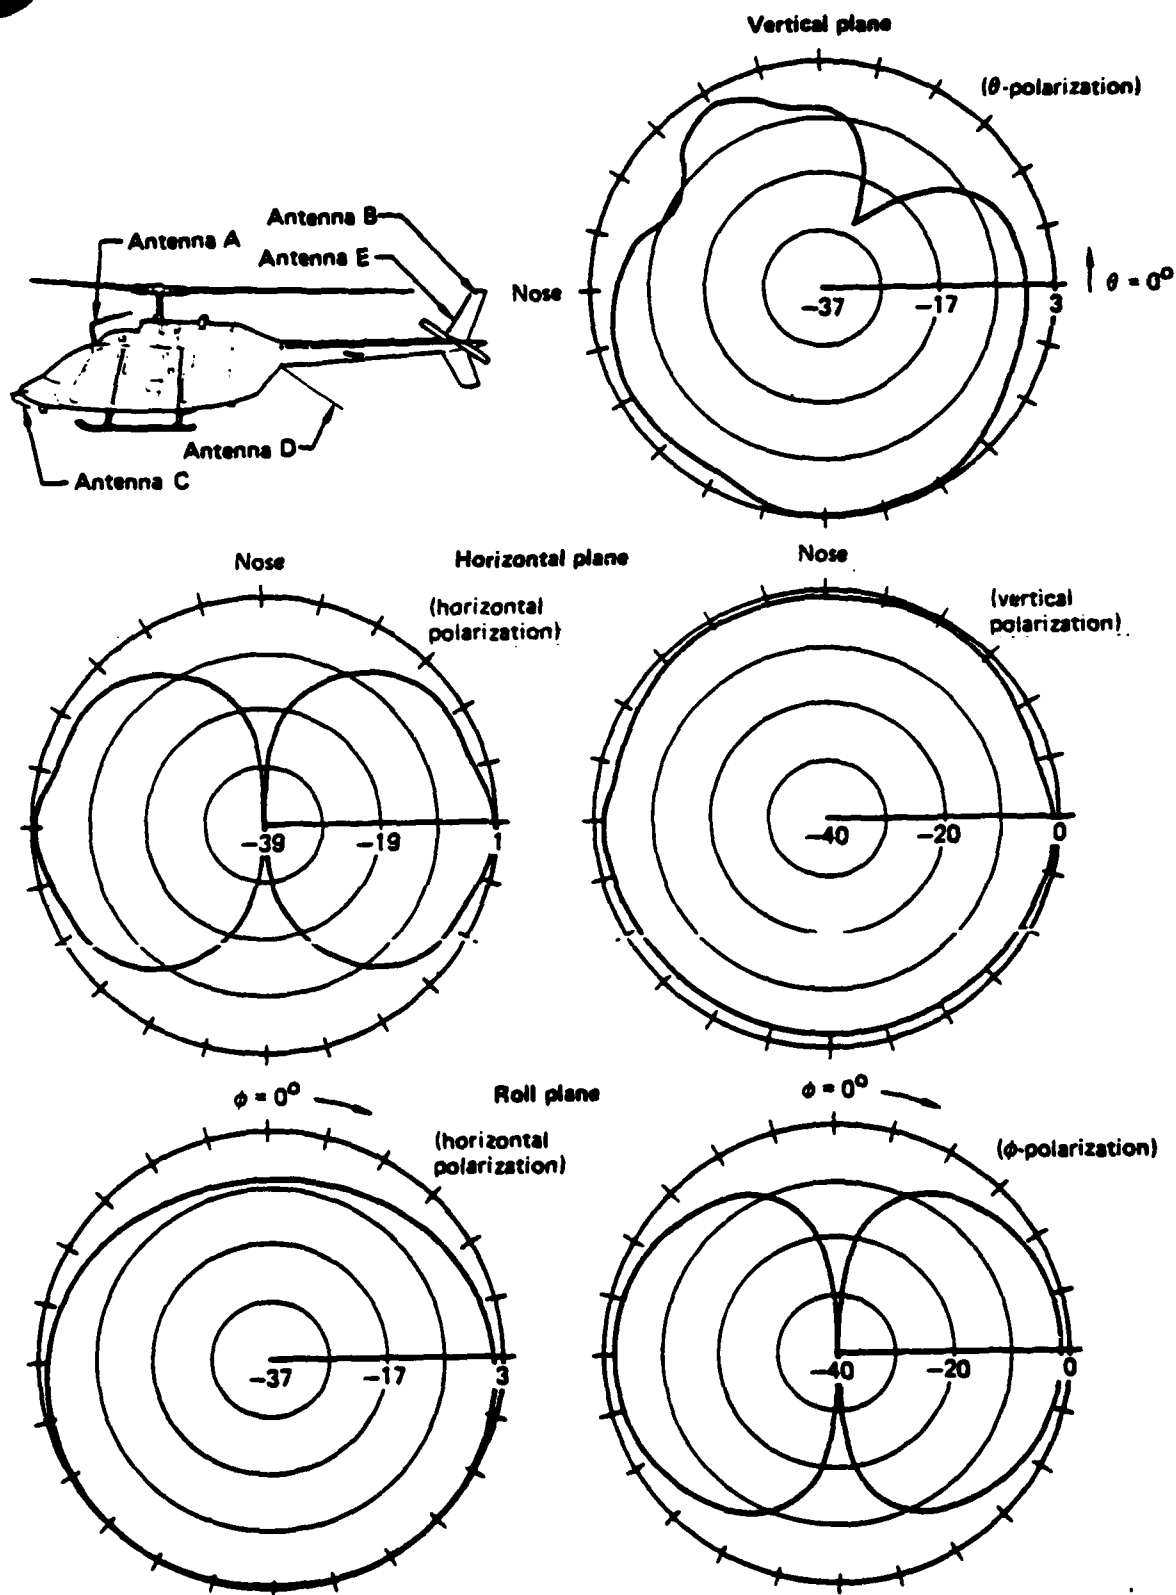 Vertical plane
(θ-polarization)
Antenna B
Antenna A
Antenna E
Nose
-37
-17
3
θ = 0°
Antenna D
Antenna C
Nose
Horizontal plane
Nose
(horizontal
polarization)
(vertical
polarization)
-39
-19
1
-40
-20
0
ϕ = 0°
Roll plane
ϕ = 0°
(horizontal
polarization)
(ϕ-polarization)
-37
-17
3
-40
-20
0